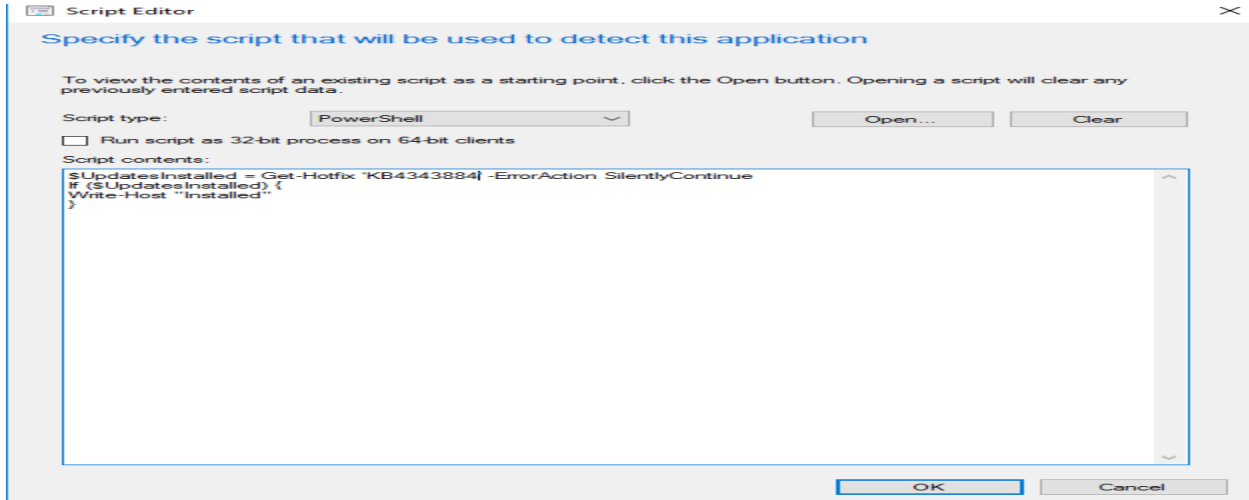 Script Editor
Specify the script that will be used to detect this application
To view the contents of an existing script as a starting point, click the Open button. Opening a script will clear any
previously entered script data.
Script type:
PowerShell
Open...
Clear
Run script as 32-bit process on 64-bit clients
Script contents:
$UpdatesInstalled = Get-Hotfix 'KB4343884' -ErrorAction SilentlyContinue
If ($UpdatesInstalled) {
Write-Host "Installed"
}
OK
Cancel